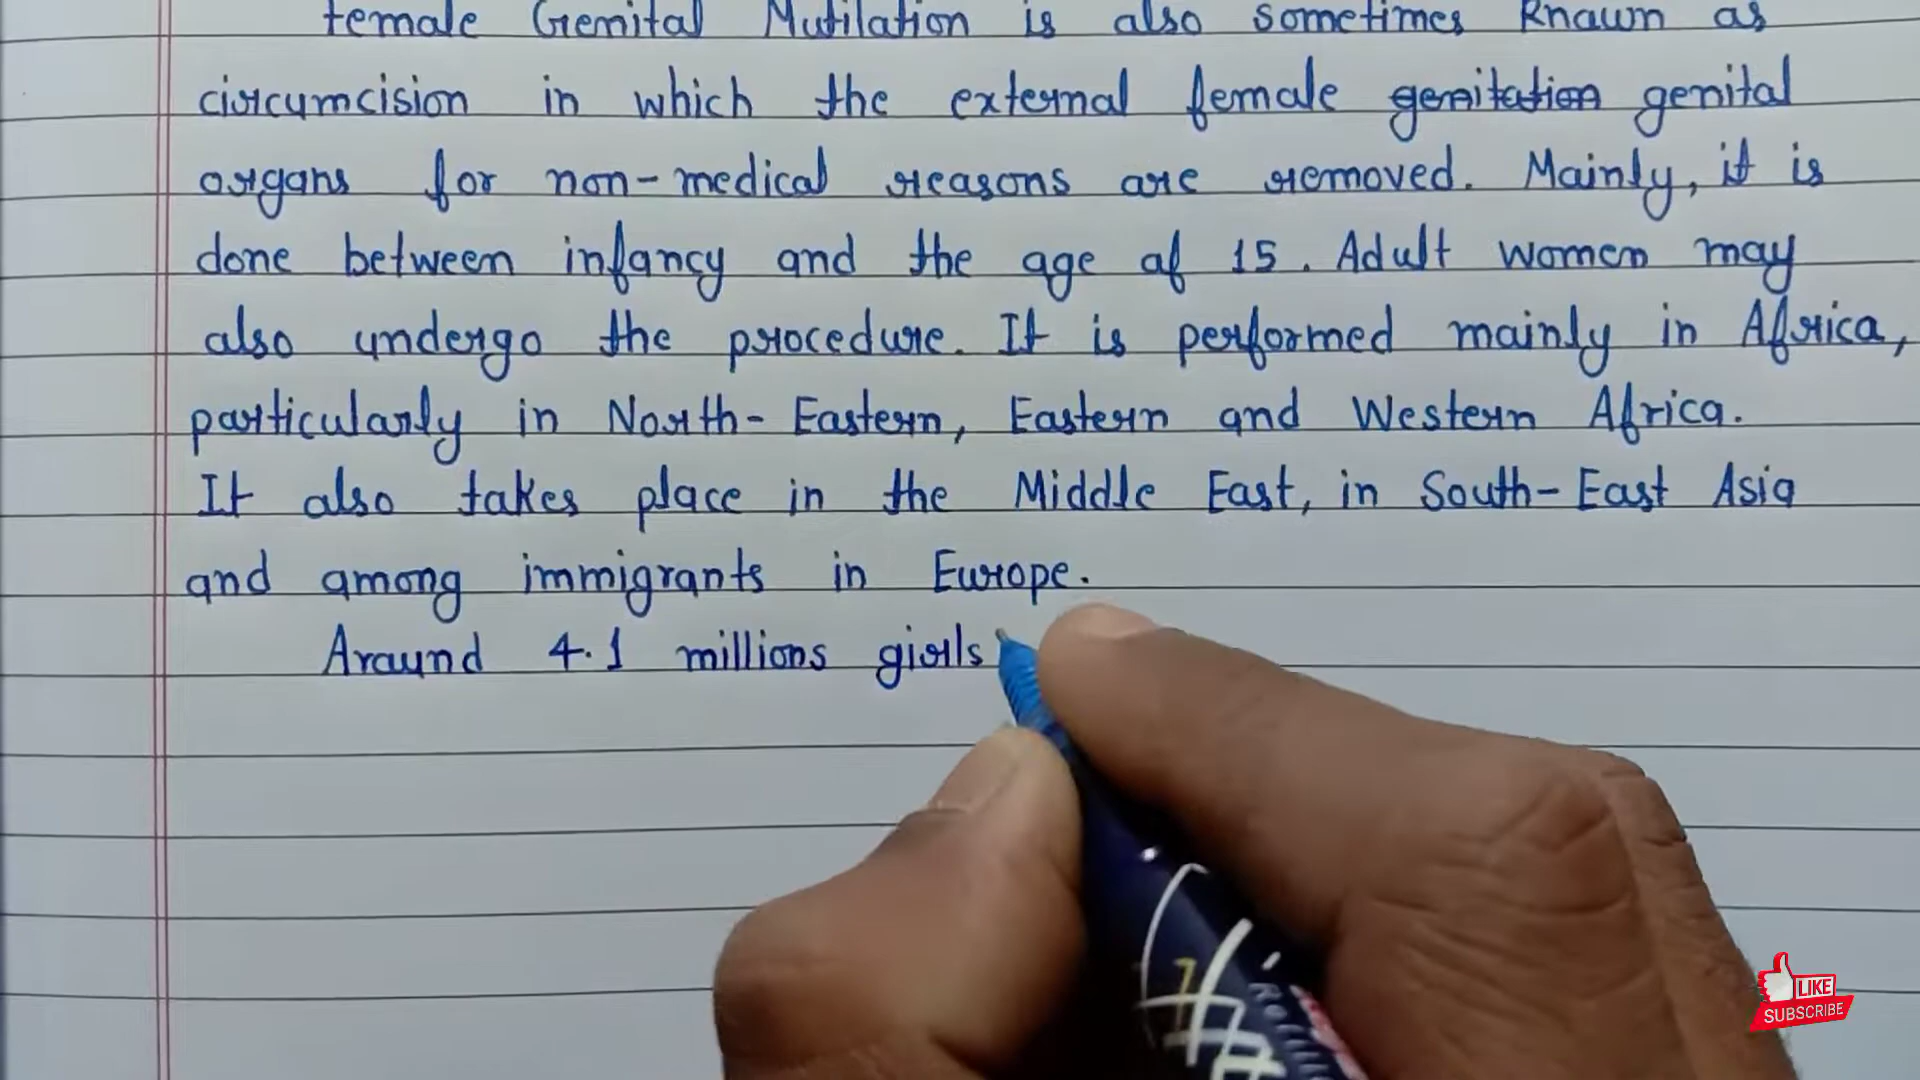 Female Genital Mutilation is also sometimes known as
circumcision in which the external female genitation genital
organs for non-medical reasons are removed. Mainly, it is
done between infancy and the age of 15. Adult women may
also undergo the procedure. It is performed mainly in Africa,
particularly in North-Eastern, Eastern and Western Africa.
It also takes place in the Middle East, in South-East Asia
and among immigrants in Europe.
Around 4.1 millions girls
LIKE
SUBSCRIBE